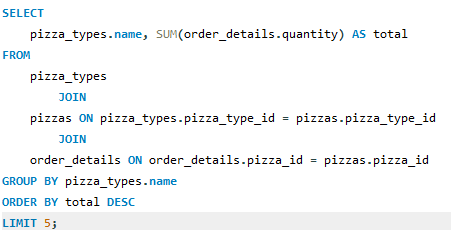 SELECT
    pizza_types.name, SUM(order_details.quantity) AS total
FROM
    pizza_types
        JOIN
    pizzas ON pizza_types.pizza_type_id = pizzas.pizza_type_id
        JOIN
    order_details ON order_details.pizza_id = pizzas.pizza_id
GROUP BY pizza_types.name
ORDER BY total DESC
LIMIT 5;